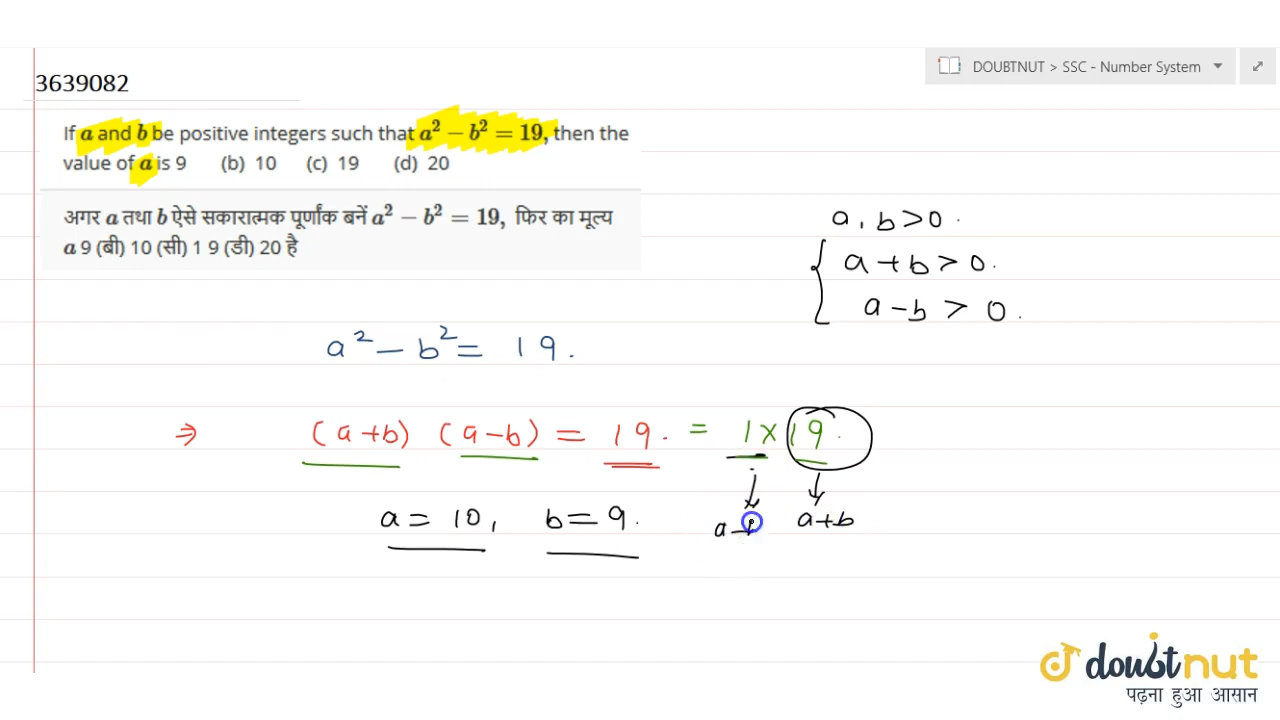 3639082
DOUBTNUT > SSC - Number System
If a and b be positive integers such that a² − b² = 19, then the
value of a is 9 (b) 10 (c) 19 (d) 20
अगर a तथा b ऐसे सकारात्मक पूर्णांक बनें a² − b² = 19, फिर का मूल्य
a 9 (बी) 10 (सी) 1 9 (डी) 20 है
a, b > 0.
a + b > 0.
a − b > 0.
a² − b² = 19.
⇒ (a+b) (a−b) = 19. = 1 × 19.
a = 10, b = 9.
a − a+b
doubtnut
पढ़ना हुआ आसान